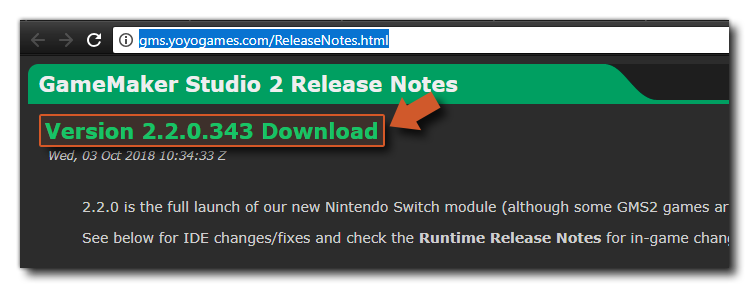 gms.yoyogames.com/ReleaseNotes.html
GameMaker Studio 2 Release Notes
Version 2.2.0.343 Download
Wed, 03 Oct 2018 10:34:33 Z
2.2.0 is the full launch of our new Nintendo Switch module (although some GMS2 games ar
See below for IDE changes/fixes and check the Runtime Release Notes for in-game chang